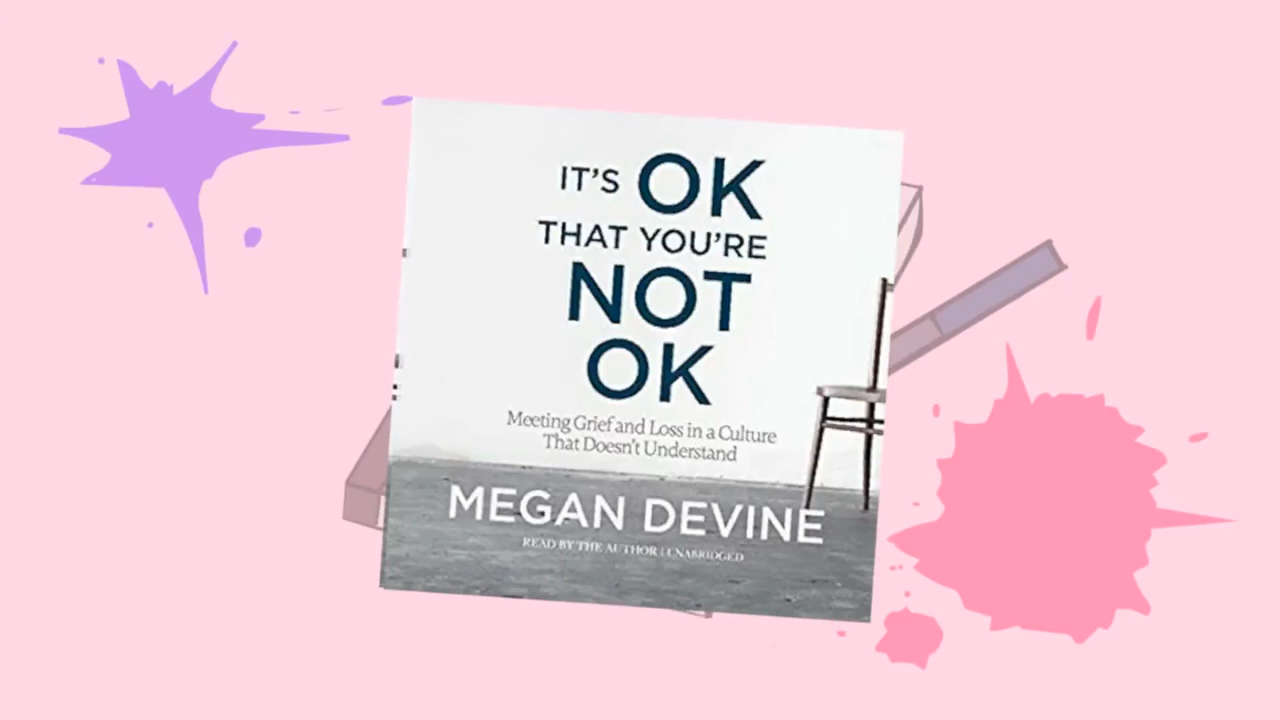 IT'S OK
THAT YOU'RE
NOT
OK
Meeting Grief and Loss in a Culture
That Doesn't Understand
MEGAN DEVINE
READ BY THE AUTHOR | UNABRIDGED